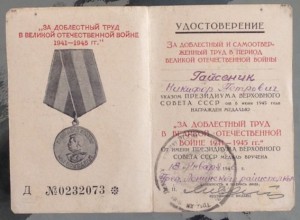 „ЗА ДОБЛЕСТНЫЙ ТРУД
В ВЕЛИКОЙ ОТЕЧЕСТВЕННОЙ ВОЙНЕ
1941—1945 гг.“
Д №0232073
УДОСТОВЕРЕНИЕ
ЗА ДОБЛЕСТНЫЙ И САМООТВЕР-
ЖЕННЫЙ ТРУД В ПЕРИОД ВЕЛИКОЙ
ОТЕЧЕСТВЕННОЙ ВОЙНЫ
Никифор Петрович
УКАЗОМ ПРЕЗИДИУМА ВЕРХОВНОГО
СОВЕТА СССР от 6 июня 1945 года
НАГРАЖДЕН МЕДАЛЬЮ
„ЗА ДОБЛЕСТНЫЙ ТРУД
В ВЕЛИКОЙ ОТЕЧЕСТВЕННОЙ
ВОЙНЕ 1941—1945 гг.“
ОТ ИМЕНИ ПРЕЗИДИУМА ВЕРХОВНОГО
СОВЕТА СССР МЕДАЛЬ ВРУЧЕНА